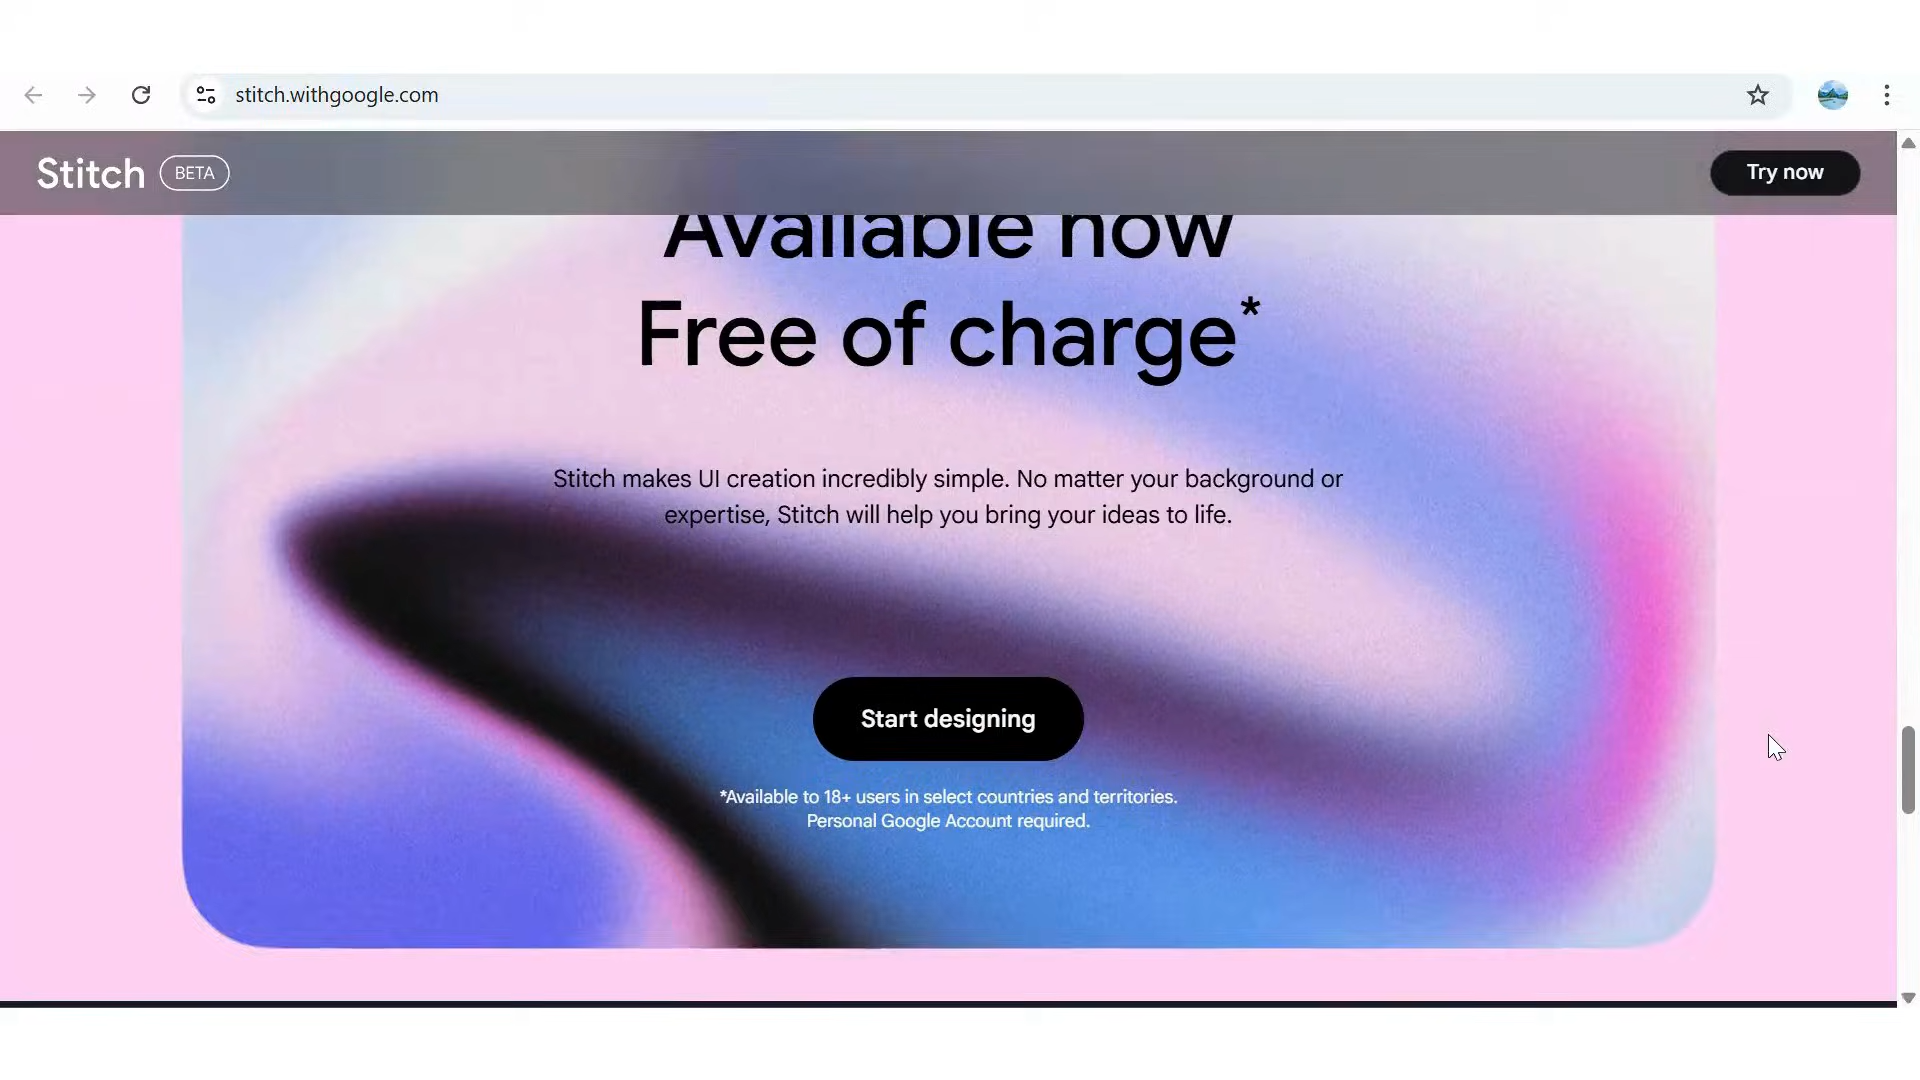 stitch.withgoogle.com
Stitch BETA
Try now
Available now
Free of charge*
Stitch makes UI creation incredibly simple. No matter your background or
expertise, Stitch will help you bring your ideas to life.
Start designing
*Available to 18+ users in select countries and territories.
Personal Google Account required.